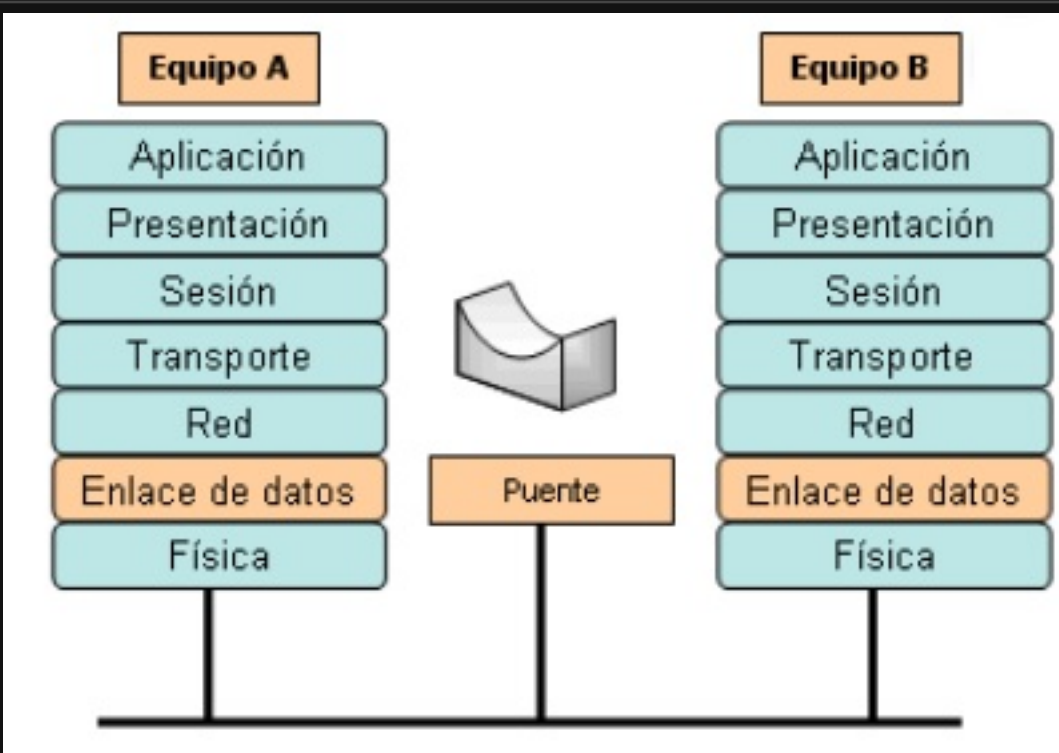 Equipo A
Aplicación
Presentación
Sesión
Transporte
Red
Enlace de datos
Física
Puente
Equipo B
Aplicación
Presentación
Sesión
Transporte
Red
Enlace de datos
Física